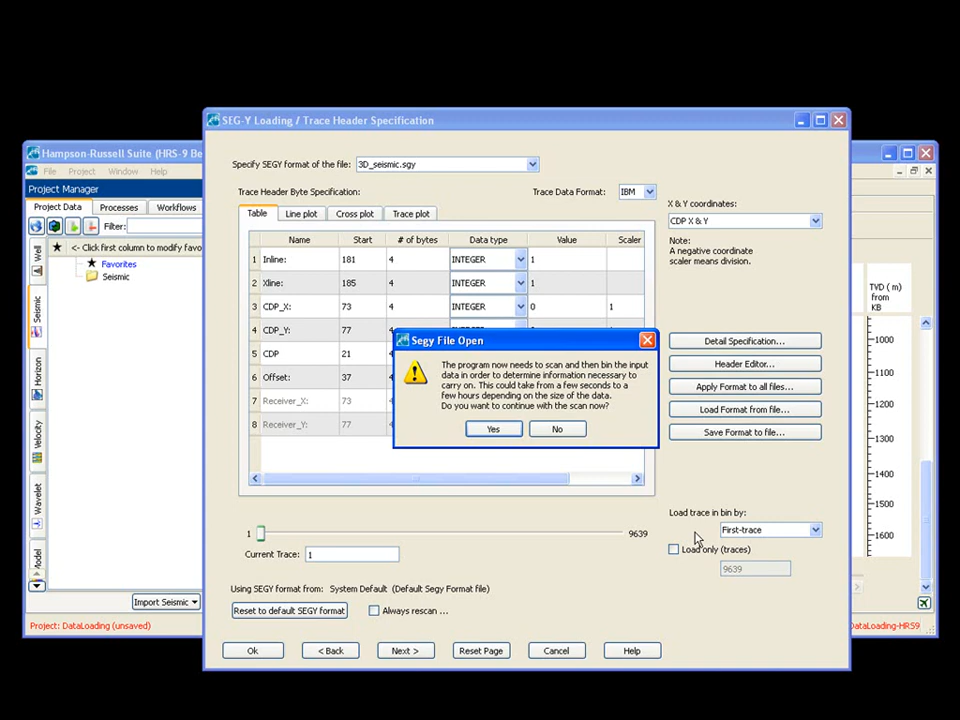 SEG-Y Loading / Trace Header Specification
Hampson-Russell Suite (HRS-9 Be
File Project Window Help
Project Manager
Project Data Processes Workflows
Filter:
<- Click first column to modify favo
Favorites
Seismic
Well
Seismic
Horizon
Velocity
Wavelet
Model
Import Seismic
Project: DataLoading (unsaved)
Specify SEGY format of the file: 3D_seismic.sgy
Trace Header Byte Specification: Trace Data Format: IBM
Table Line plot Cross plot Trace plot
Name Start # of bytes Data type Value Scaler
1 Inline: 181 4 INTEGER 1
2 Xline: 185 4 INTEGER 1
3 CDP_X: 73 4 INTEGER 0 1
4 CDP_Y: 77
5 CDP 21
6 Offset: 37
7 Receiver_X: 73
8 Receiver_Y: 77
X & Y coordinates:
CDP X & Y
Note:
A negative coordinate
scaler means division.
Detail Specification...
Header Editor...
Apply Format to all files...
Load Format from file...
Save Format to file...
Segy File Open
The program now needs to scan and then bin the input
data in order to determine information necessary to
carry on. This could take from a few seconds to a
few hours depending on the size of the data.
Do you want to continue with the scan now?
Yes No
1 9639
Current Trace: 1
Load trace in bin by:
First-trace
Load only (traces)
9639
Using SEGY format from: System Default (Default Segy Format file)
Reset to default SEGY format Always rescan ...
Ok < Back Next > Reset Page Cancel Help
TVD ( m)
from
KB
1000
1100
1200
1300
1400
1500
1600
DataLoading-HRS9